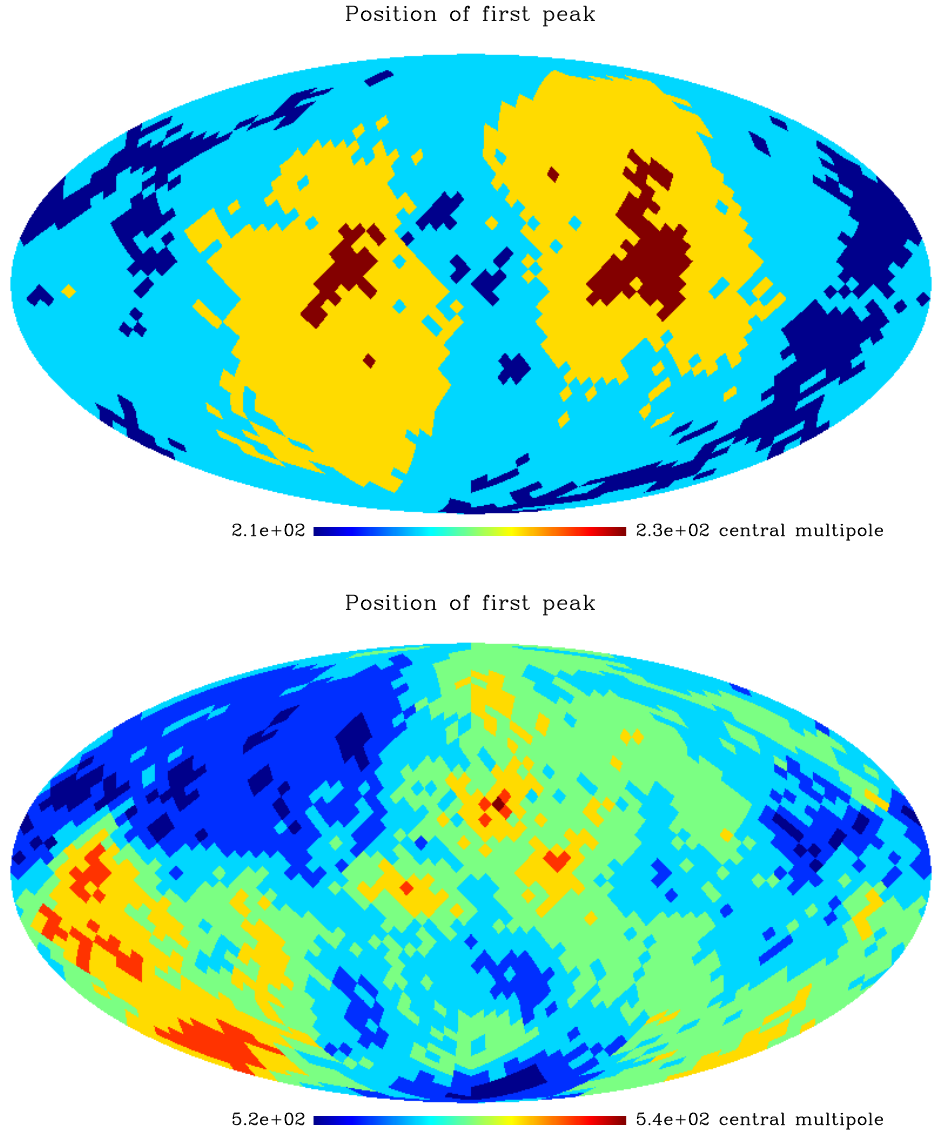 Position of first peak
2.1e+02 2.3e+02 central multipole
Position of first peak
5.2e+02 5.4e+02 central multipole